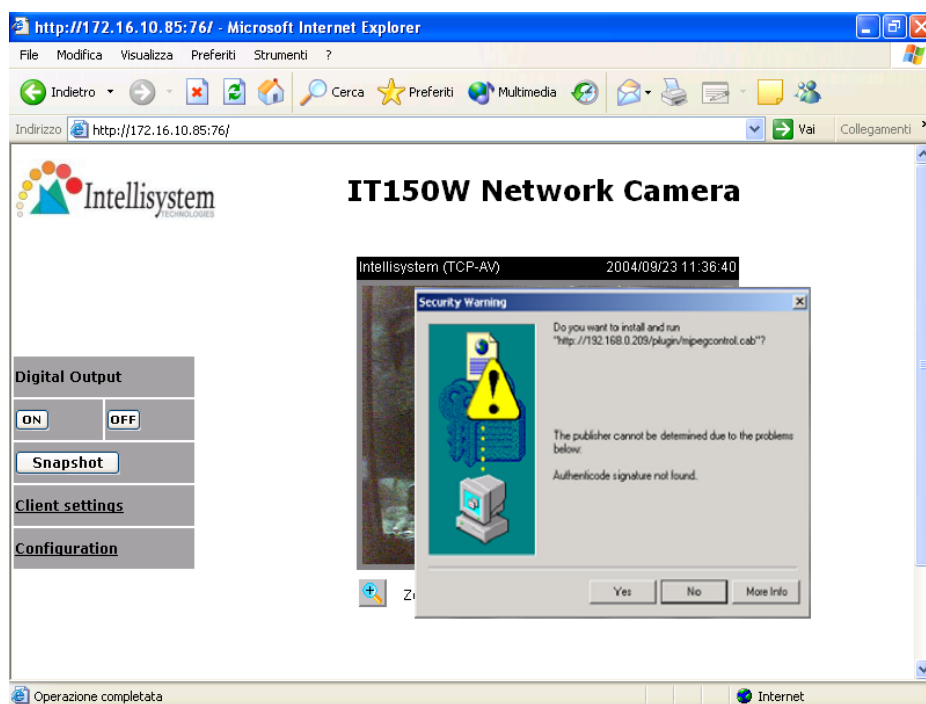 http://172.16.10.85:76/ - Microsoft Internet Explorer
File Modifica Visualizza Preferiti Strumenti ?
Indietro Cerca Preferiti Multimedia
Indirizzo http://172.16.10.85:76/ Vai Collegamenti
Intellisystem
TECHNOLOGIES
IT150W Network Camera
Intellisystem (TCP-AV) 2004/09/23 11:36:40
Security Warning
Do you want to install and run
"http://192.168.0.209/plugin/mpegcontrol.cab"?
The publisher cannot be determined due to the problems
below:
Authenticode signature not found.
Yes No More Info
Digital Output
ON OFF
Snapshot
Client settings
Configuration
Operazione completata Internet